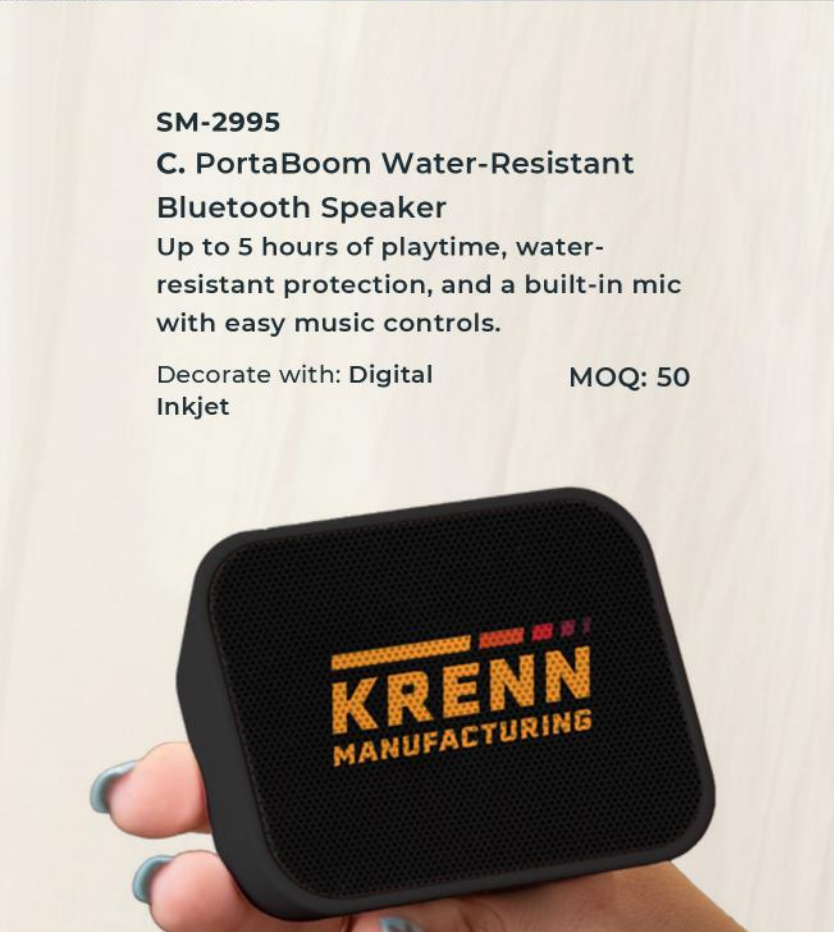 SM-2995
C. PortaBoom Water-Resistant
Bluetooth Speaker
Up to 5 hours of playtime, water-
resistant protection, and a built-in mic
with easy music controls.
Decorate with: Digital
Inkjet
MOQ: 50
KRENN
MANUFACTURING